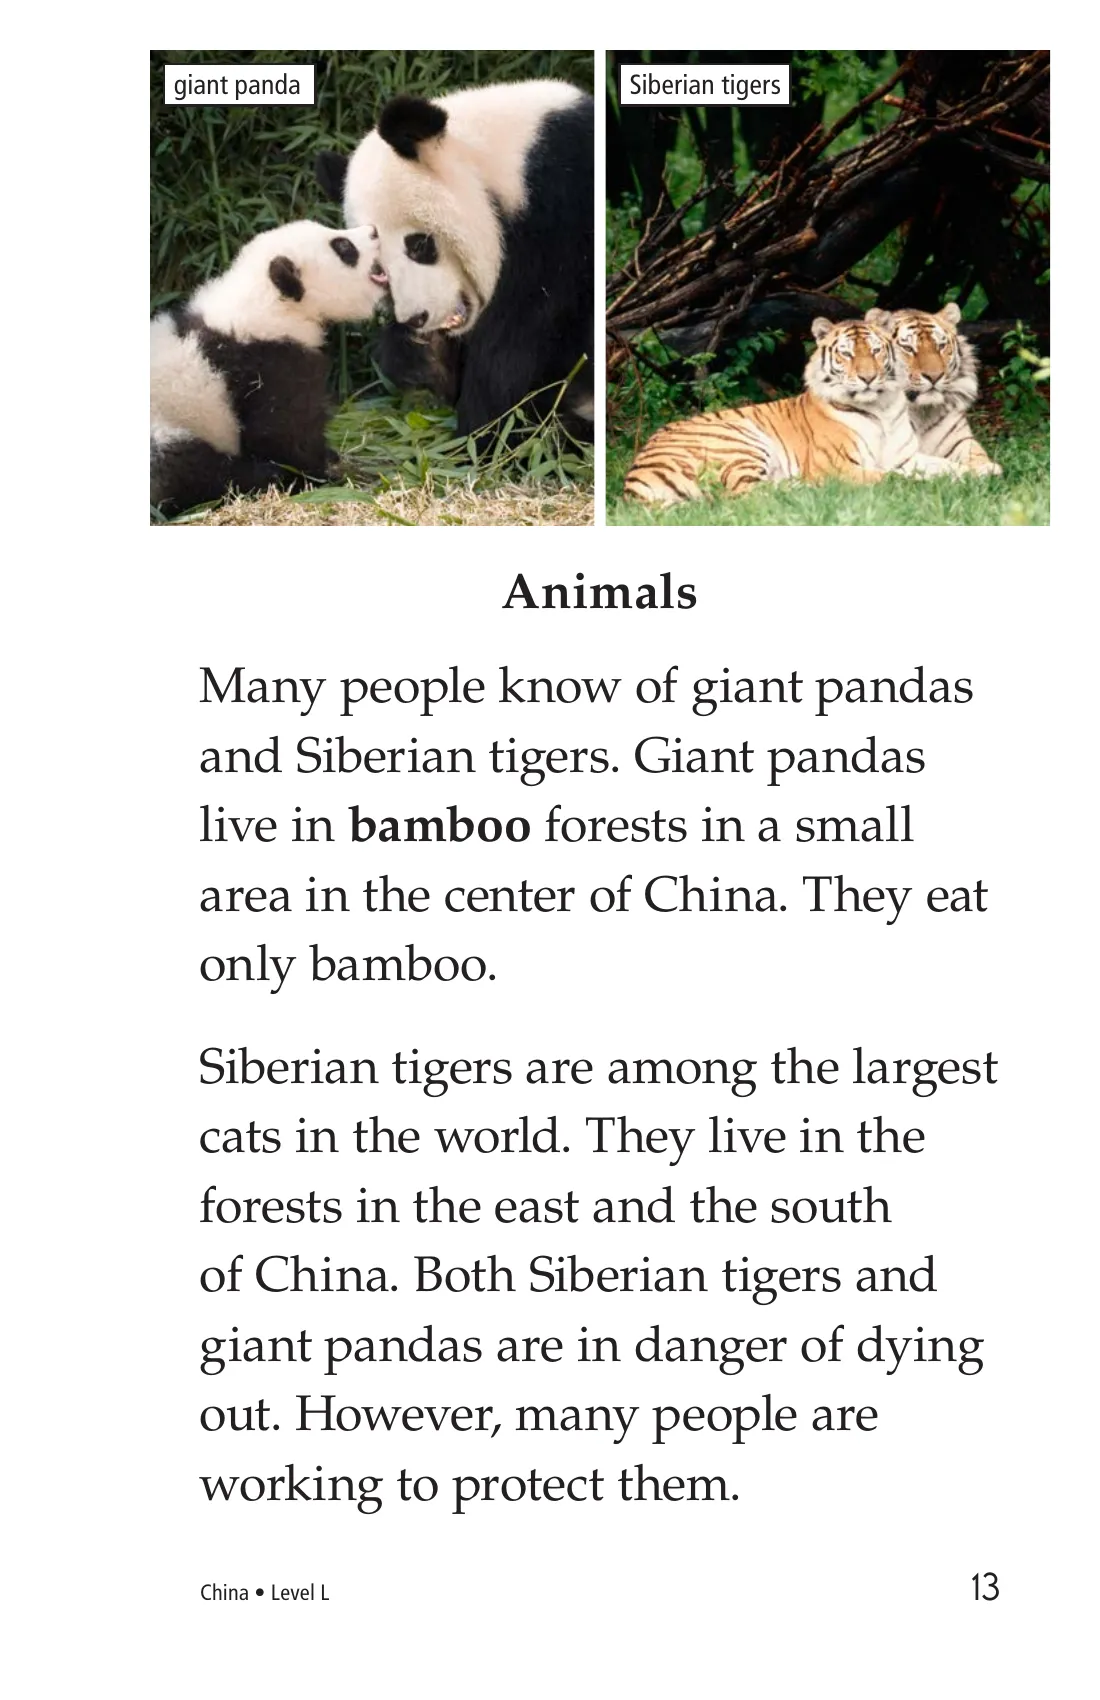 giant panda
Siberian tigers
Animals
Many people know of giant pandas
and Siberian tigers. Giant pandas
live in bamboo forests in a small
area in the center of China. They eat
only bamboo.
Siberian tigers are among the largest
cats in the world. They live in the
forests in the east and the south
of China. Both Siberian tigers and
giant pandas are in danger of dying
out. However, many people are
working to protect them.
China • Level L
13